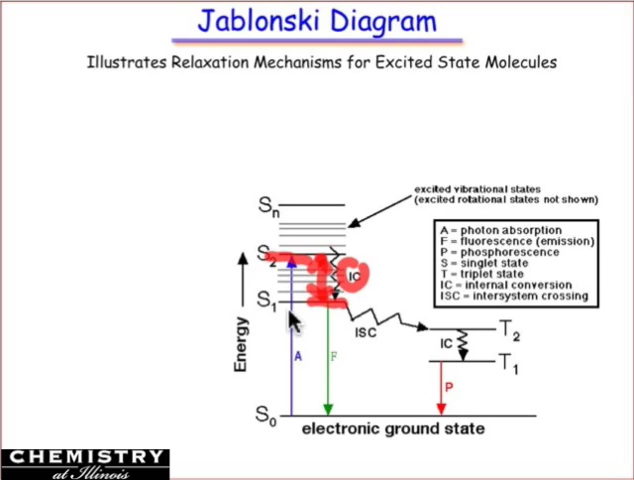 Jablonski Diagram
Illustrates Relaxation Mechanisms for Excited State Molecules
excited vibrational states
(excited rotational states not shown)
Sn
A = photon absorption
F = fluorescence (emission)
P = phosphorescence
S = singlet state
T = triplet state
IC = internal conversion
ISC = intersystem crossing
S2
IC
S1
ISC
T2
IC
T1
Energy
A
F
P
S0
electronic ground state
CHEMISTRY
at Illinois